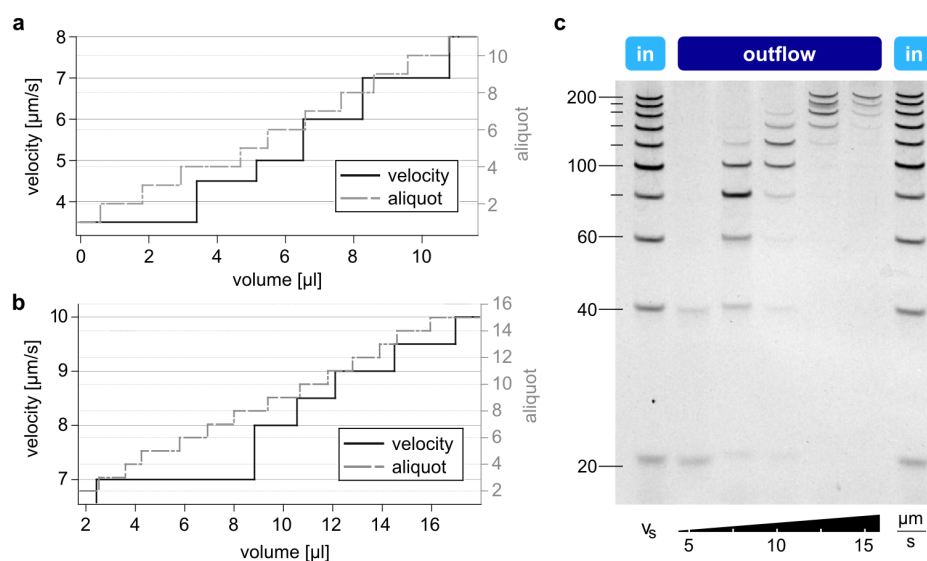 a
8
7
6
5
4
velocity [µm/s]
10
8
6
4
2
aliquot
velocity
aliquot
0 2 4 6 8 10
volume [µl]
b
10
9
8
7
velocity [µm/s]
16
14
12
10
8
6
4
2
aliquot
velocity
aliquot
2 4 6 8 10 12 14 16
volume [µl]
c
in outflow in
200
100
60
40
20
vs 5 10 15 µm/s